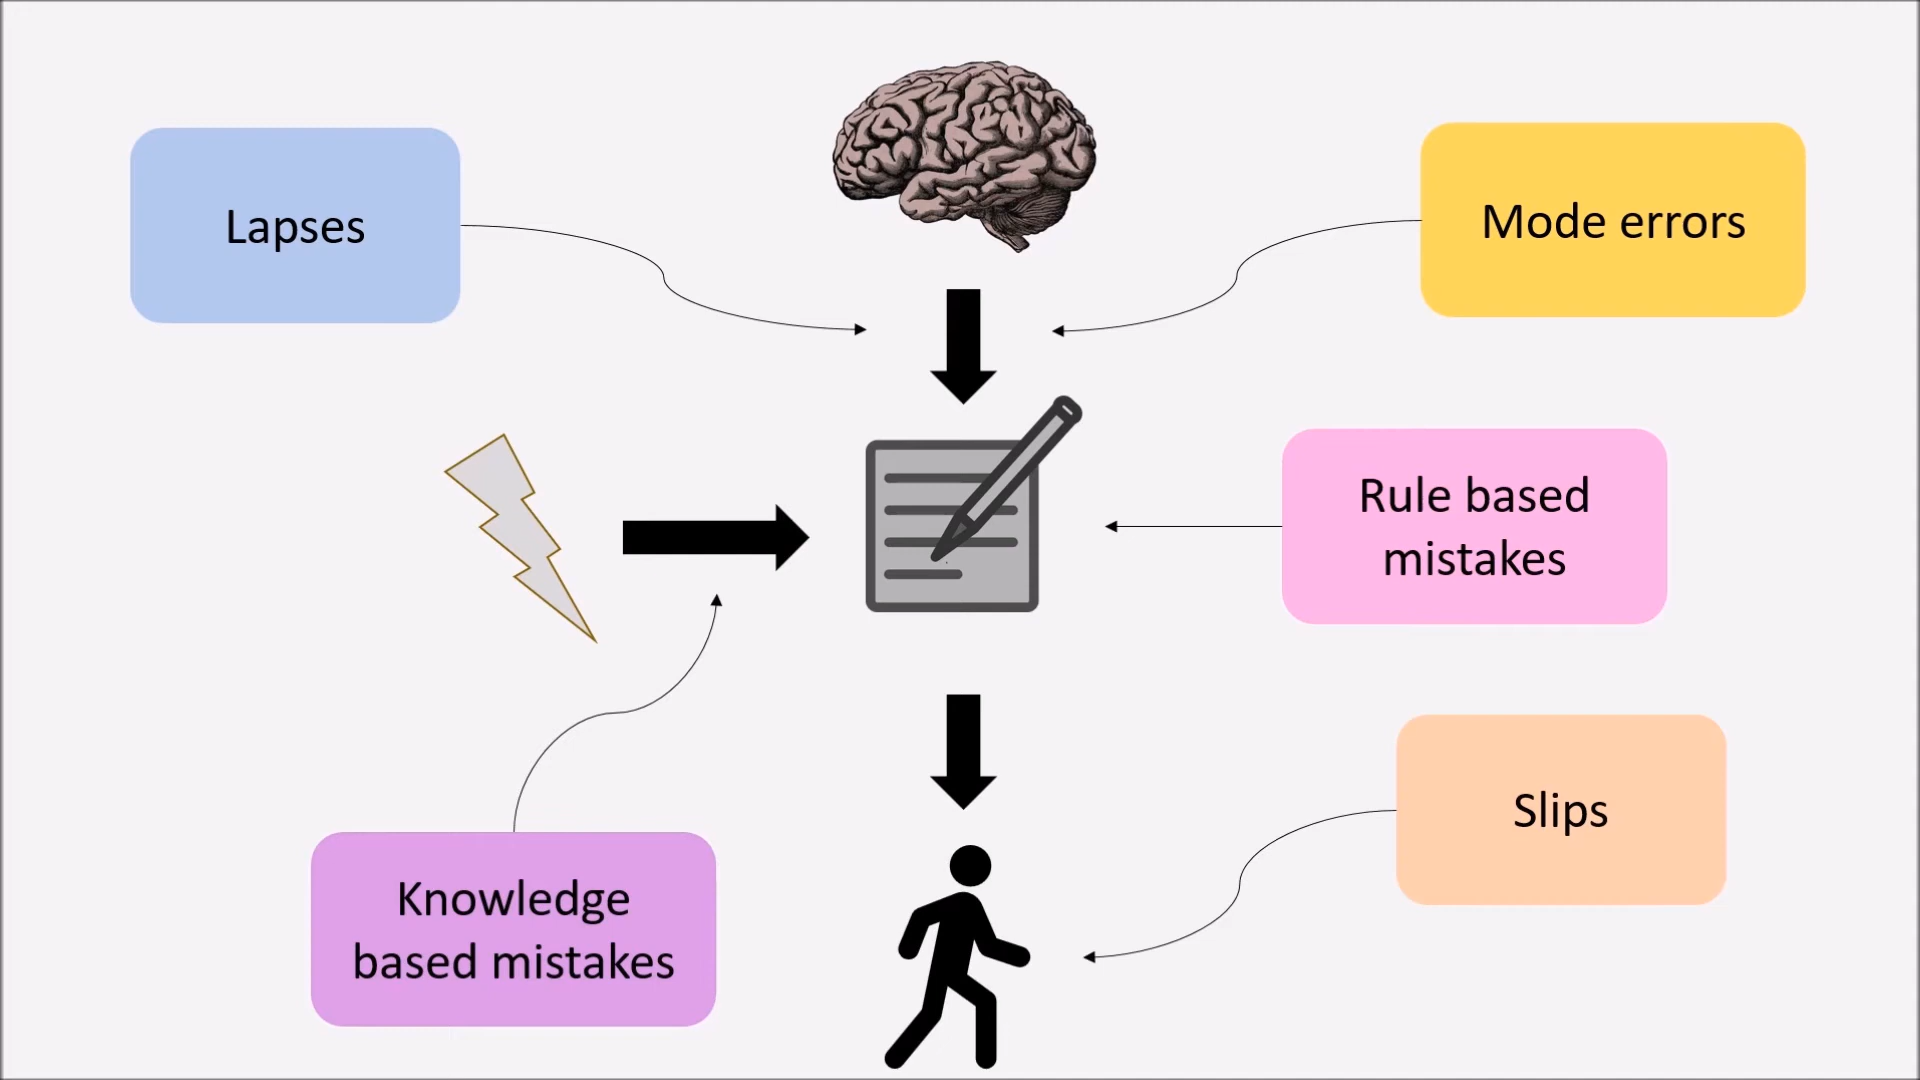 Lapses
Mode errors
Rule based
mistakes
Slips
Knowledge
based mistakes